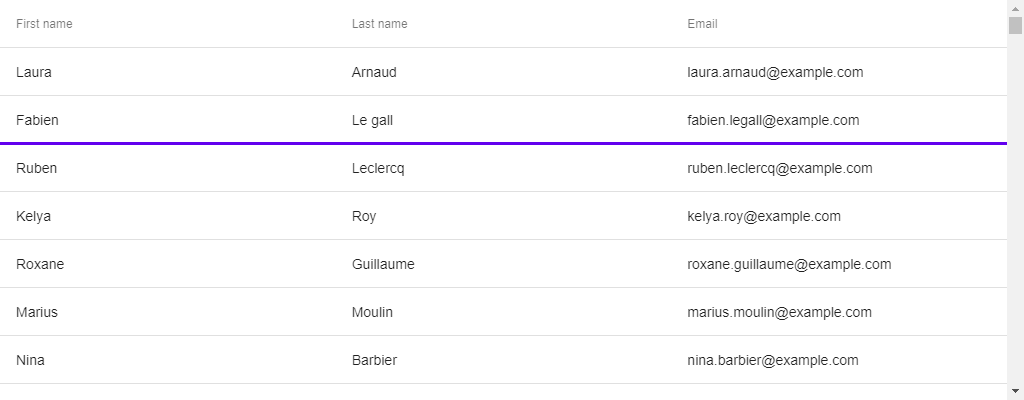 First name Last name Email
Laura Arnaud laura.arnaud@example.com
Fabien Le gall fabien.legall@example.com
Ruben Leclercq ruben.leclercq@example.com
Kelya Roy kelya.roy@example.com
Roxane Guillaume roxane.guillaume@example.com
Marius Moulin marius.moulin@example.com
Nina Barbier nina.barbier@example.com